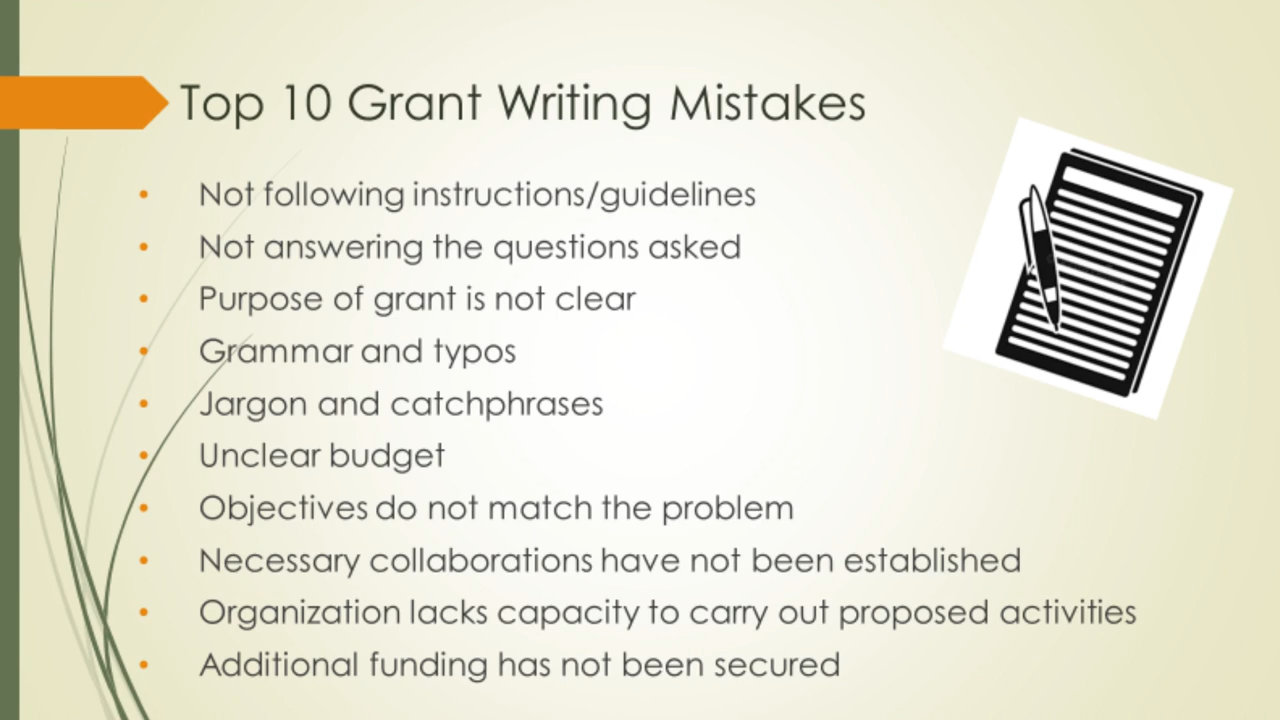 Top 10 Grant Writing Mistakes
• Not following instructions/guidelines
• Not answering the questions asked
• Purpose of grant is not clear
• Grammar and typos
• Jargon and catchphrases
• Unclear budget
• Objectives do not match the problem
• Necessary collaborations have not been established
• Organization lacks capacity to carry out proposed activities
• Additional funding has not been secured